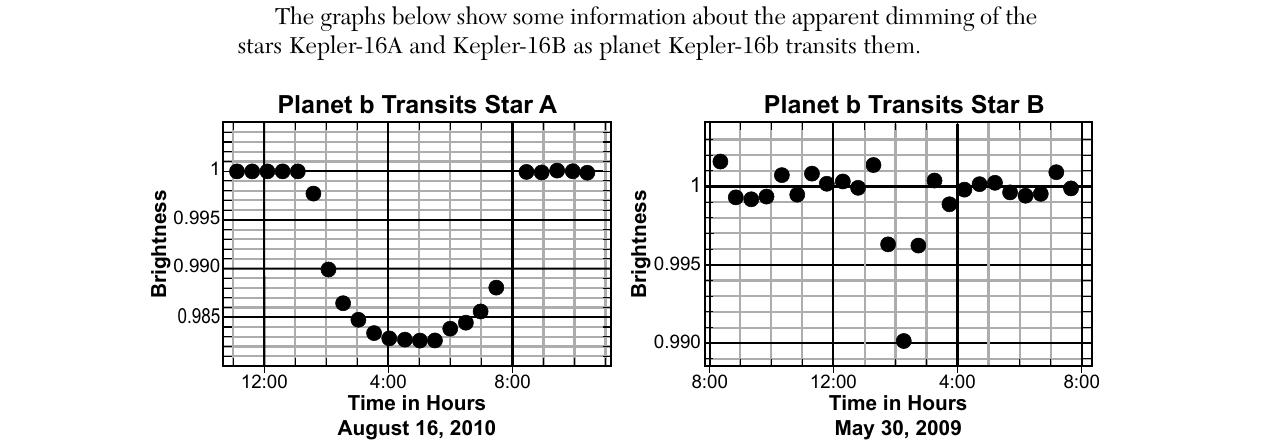 The graphs below show some information about the apparent dimming of the
stars Kepler-16A and Kepler-16B as planet Kepler-16b transits them.
Planet b Transits Star A
Brightness
1
0.995
0.990
0.985
12:00 4:00 8:00
Time in Hours
August 16, 2010
Planet b Transits Star B
Brightness
1
0.995
0.990
8:00 12:00 4:00 8:00
Time in Hours
May 30, 2009